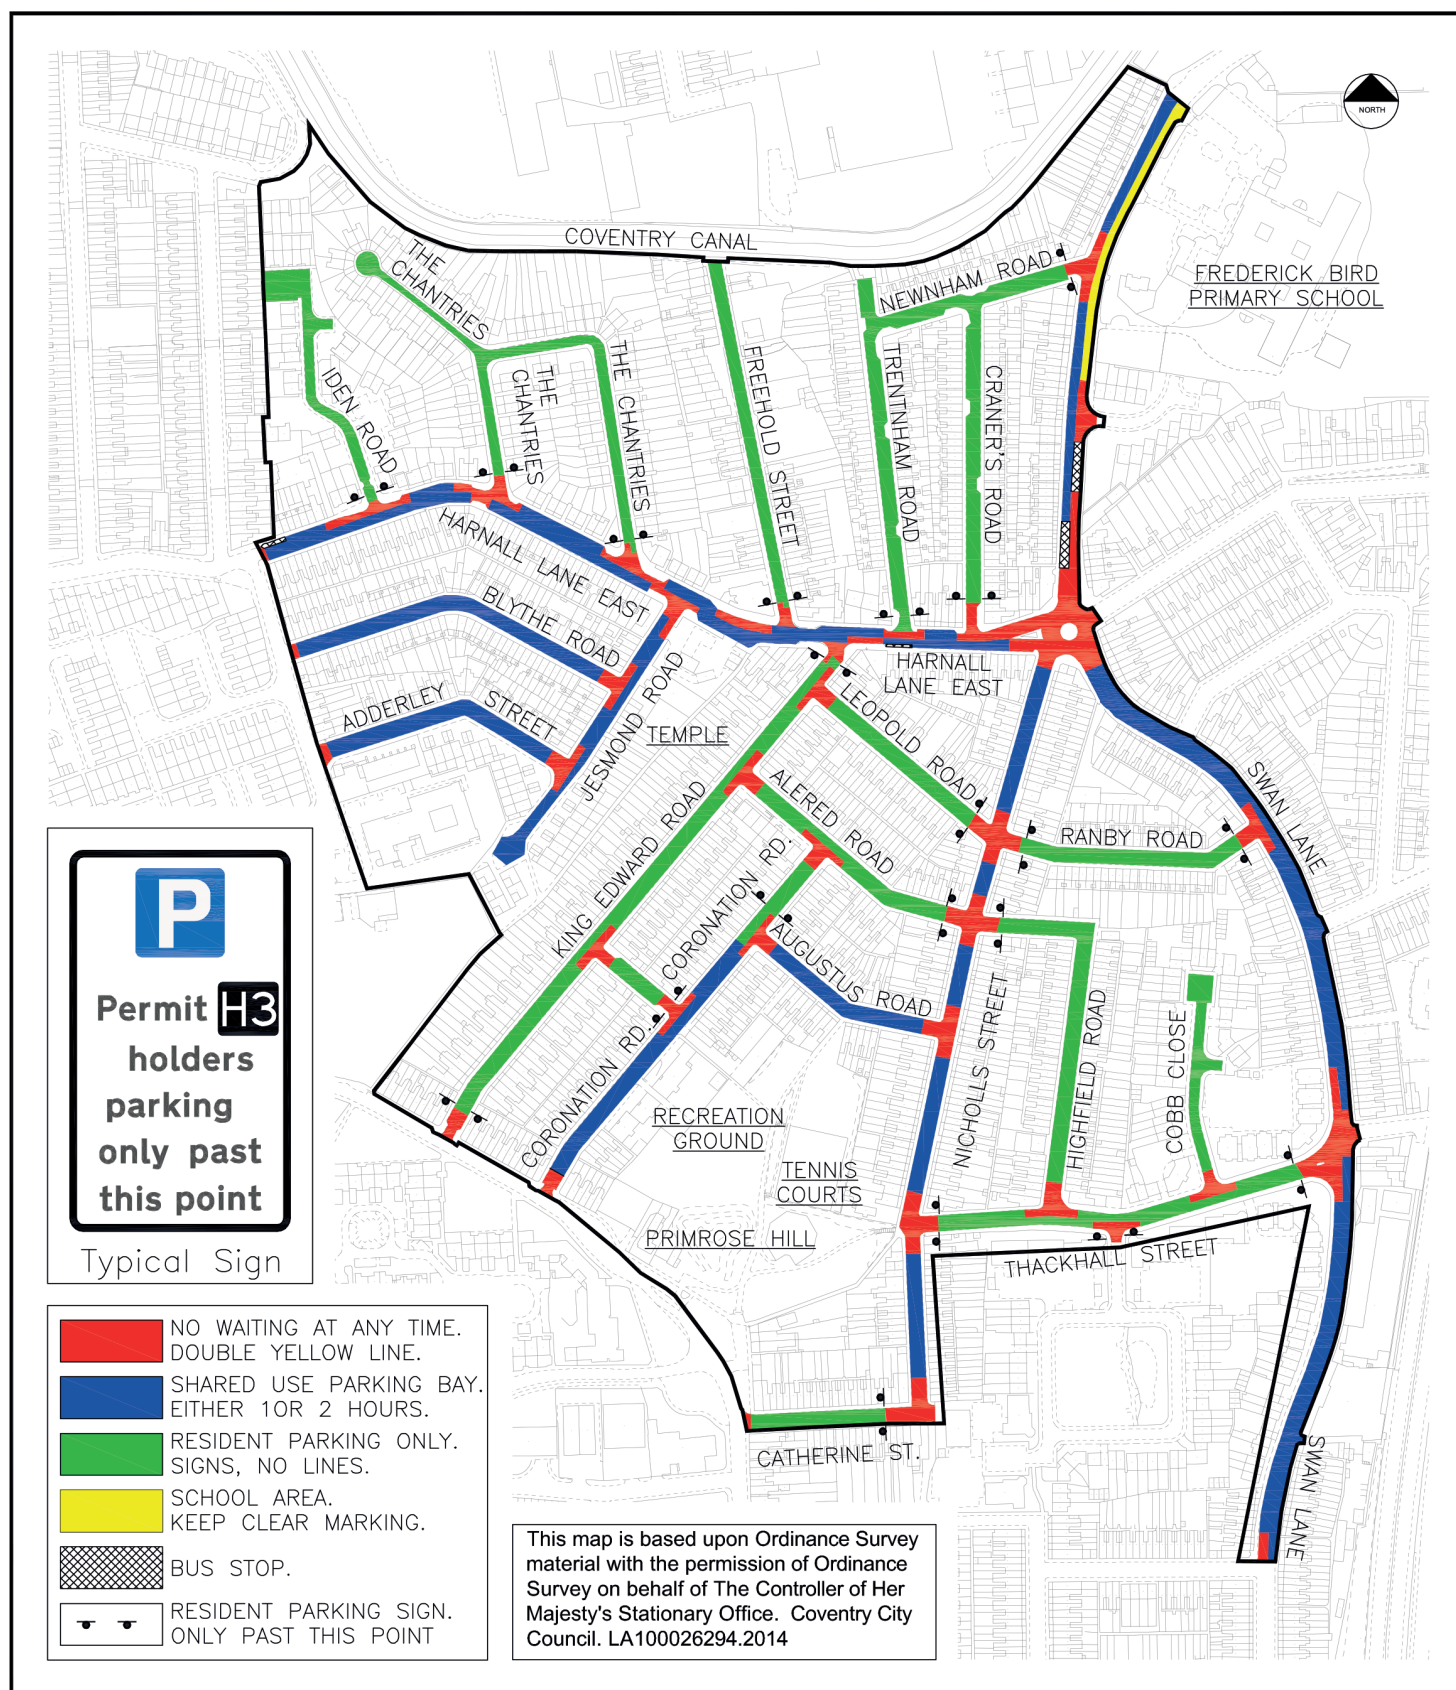 NORTH
COVENTRY CANAL
FREDERICK BIRD
PRIMARY SCHOOL
THE
CHANTRIES
NEWNHAM ROAD
IDEN ROAD
THE
CHANTRIES
THE CHANTRIES
FREEHOLD STREET
TRENTNHAM ROAD
CRANER'S ROAD
HARNALL LANE EAST
BLYTHE ROAD
ADDERLEY STREET
JESMOND ROAD
TEMPLE
HARNALL
LANE EAST
LEOPOLD ROAD
ALERED ROAD
KING EDWARD ROAD
CORONATION RD.
AUGUSTUS ROAD
RANBY ROAD
SWAN LANE
CORONATION RD.
NICHOLLS STREET
HIGHFIELD ROAD
COBB CLOSE
RECREATION
GROUND
TENNIS
COURTS
PRIMROSE HILL
THACKHALL STREET
CATHERINE ST.
SWAN LANE
P
Permit H3
holders
parking
only past
this point
Typical Sign
NO WAITING AT ANY TIME.
DOUBLE YELLOW LINE.
SHARED USE PARKING BAY.
EITHER 1OR 2 HOURS.
RESIDENT PARKING ONLY.
SIGNS, NO LINES.
SCHOOL AREA.
KEEP CLEAR MARKING.
BUS STOP.
RESIDENT PARKING SIGN.
ONLY PAST THIS POINT
This map is based upon Ordinance Survey
material with the permission of Ordinance
Survey on behalf of The Controller of Her
Majesty's Stationary Office.  Coventry City
Council. LA100026294.2014